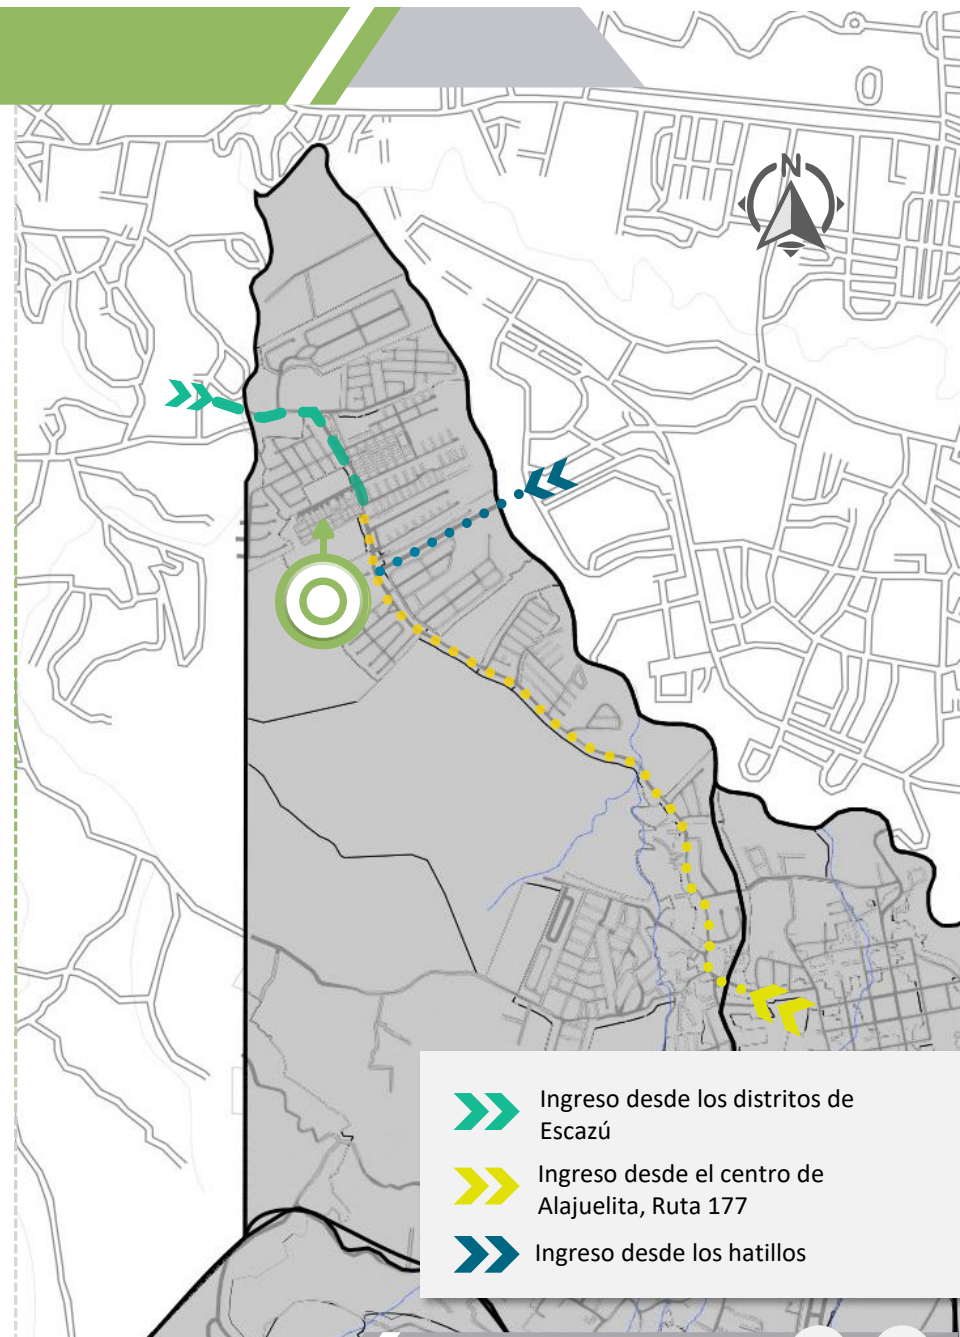 N
Ingreso desde los distritos de
Escazú
Ingreso desde el centro de
Alajuelita, Ruta 177
Ingreso desde los hatillos